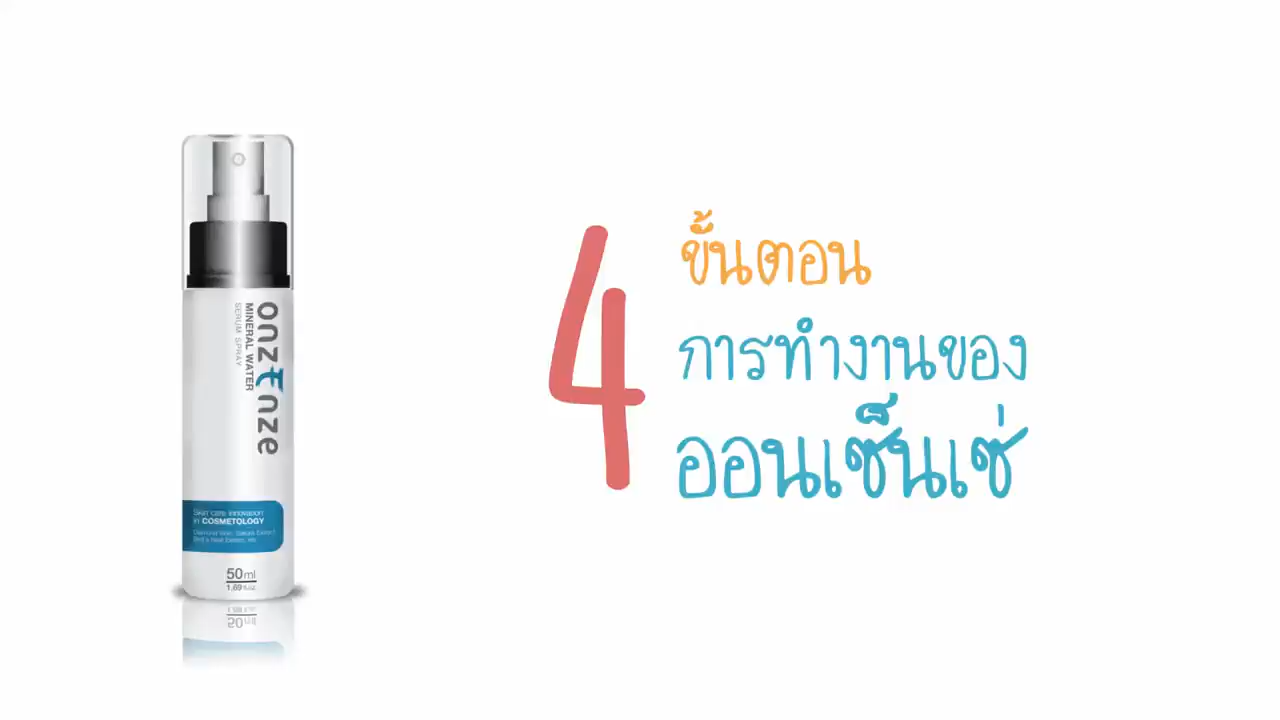 onzEnze
MINERAL WATER
SERUM SPRAY
Skin care innovation
in COSMETOLOGY
50ml
4
ขั้นตอน
การทำงานของ
ออนเซ็นเซ่